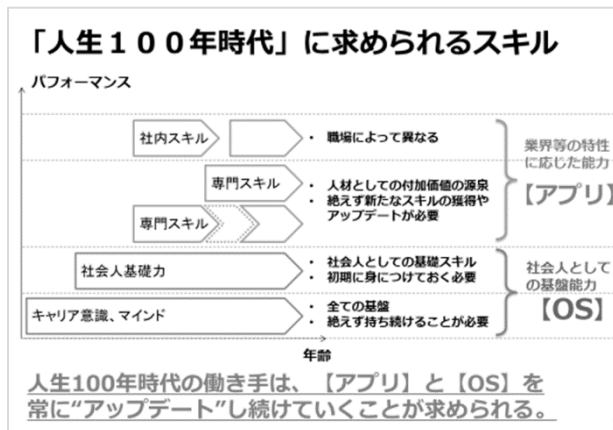 「人生１００年時代」に求められるスキル
パフォーマンス
社内スキル
・ 職場によって異なる
専門スキル
専門スキル
・ 人材としての付加価値の源泉
・ 絶えず新たなスキルの獲得や
アップデートが必要
業界等の特性
に応じた能力
【アプリ】
社会人基礎力
・ 社会人としての基礎スキル
・ 初期に身につけておく必要
キャリア意識、マインド
・ 全ての基盤
・ 絶えず持ち続けることが必要
社会人として
の基盤能力
【OS】
年齢
人生100年時代の働き手は、【アプリ】と【OS】を
常に“アップデート”し続けていくことが求められる。